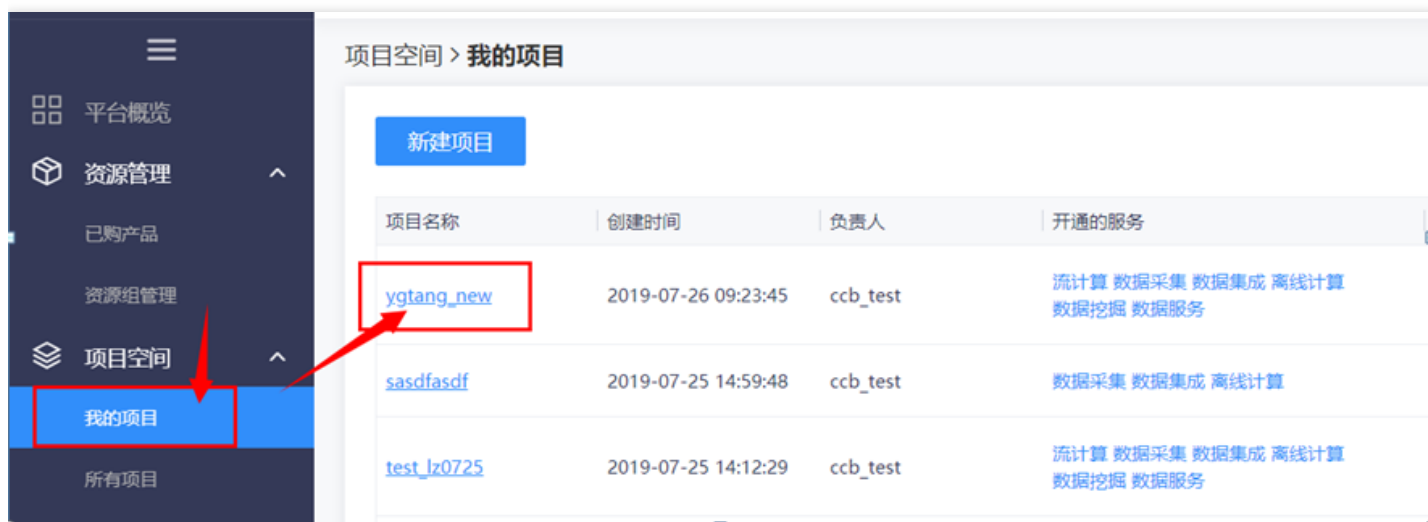 项目空间 > 我的项目
平台概览
资源管理
已购产品
资源组管理
项目空间
我的项目
所有项目
新建项目
项目名称 创建时间 负责人 开通的服务
ygtang_new 2019-07-26 09:23:45 ccb_test 流计算 数据采集 数据集成 离线计算
数据挖掘 数据服务
sasdfasdf 2019-07-25 14:59:48 ccb_test 数据采集 数据集成 离线计算
test_lz0725 2019-07-25 14:12:29 ccb_test 流计算 数据采集 数据集成 离线计算
数据挖掘 数据服务